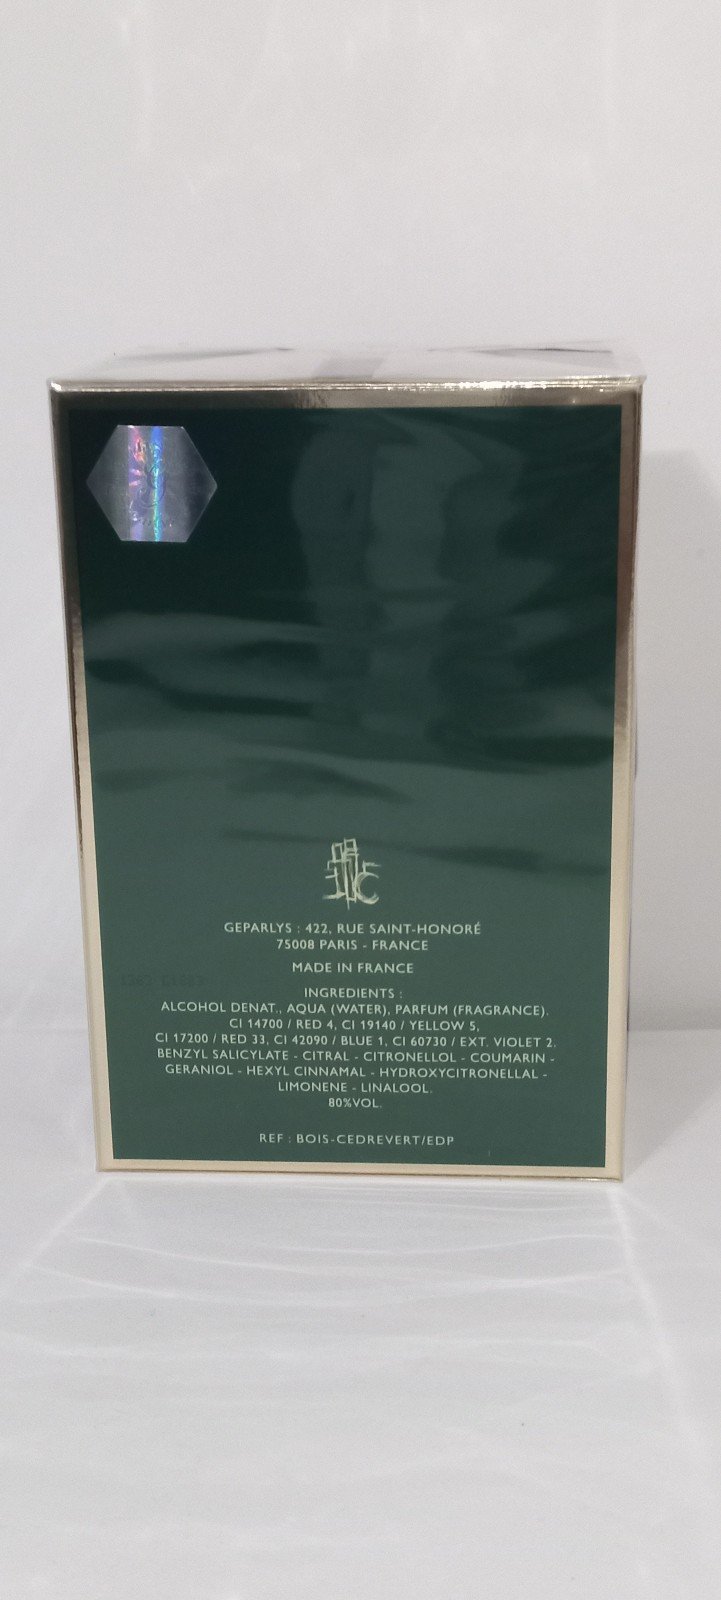 GEPARLYS : 422, RUE SAINT-HONORÉ
75008 PARIS - FRANCE
MADE IN FRANCE
INGREDIENTS :
ALCOHOL DENAT., AQUA (WATER), PARFUM (FRAGRANCE).
CI 14700 / RED 4, CI 19140 / YELLOW 5,
CI 17200 / RED 33, CI 42090 / BLUE 1, CI 60730 / EXT. VIOLET 2.
BENZYL SALICYLATE - CITRAL - CITRONELLOL - COUMARIN -
GERANIOL - HEXYL CINNAMAL - HYDROXYCITRONELLAL -
LIMONENE - LINALOOL.
80%VOL.
REF : BOIS-CEDREVERT/EDP